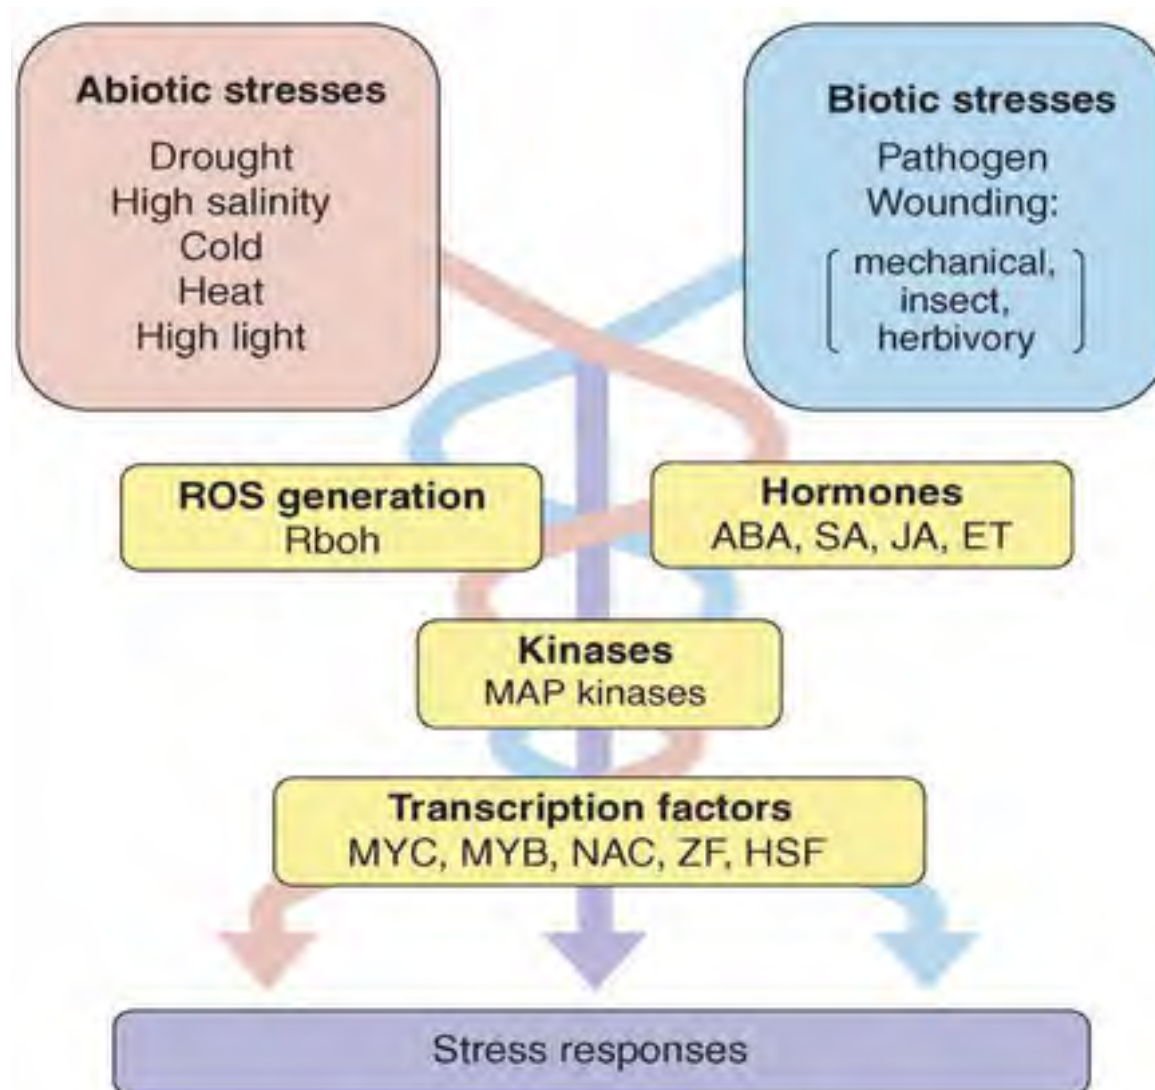 Abiotic stresses
Drought
High salinity
Cold
Heat
High light
Biotic stresses
Pathogen
Wounding:
mechanical,
insect,
herbivory
ROS generation
Rboh
Hormones
ABA, SA, JA, ET
Kinases
MAP kinases
Transcription factors
MYC, MYB, NAC, ZF, HSF
Stress responses